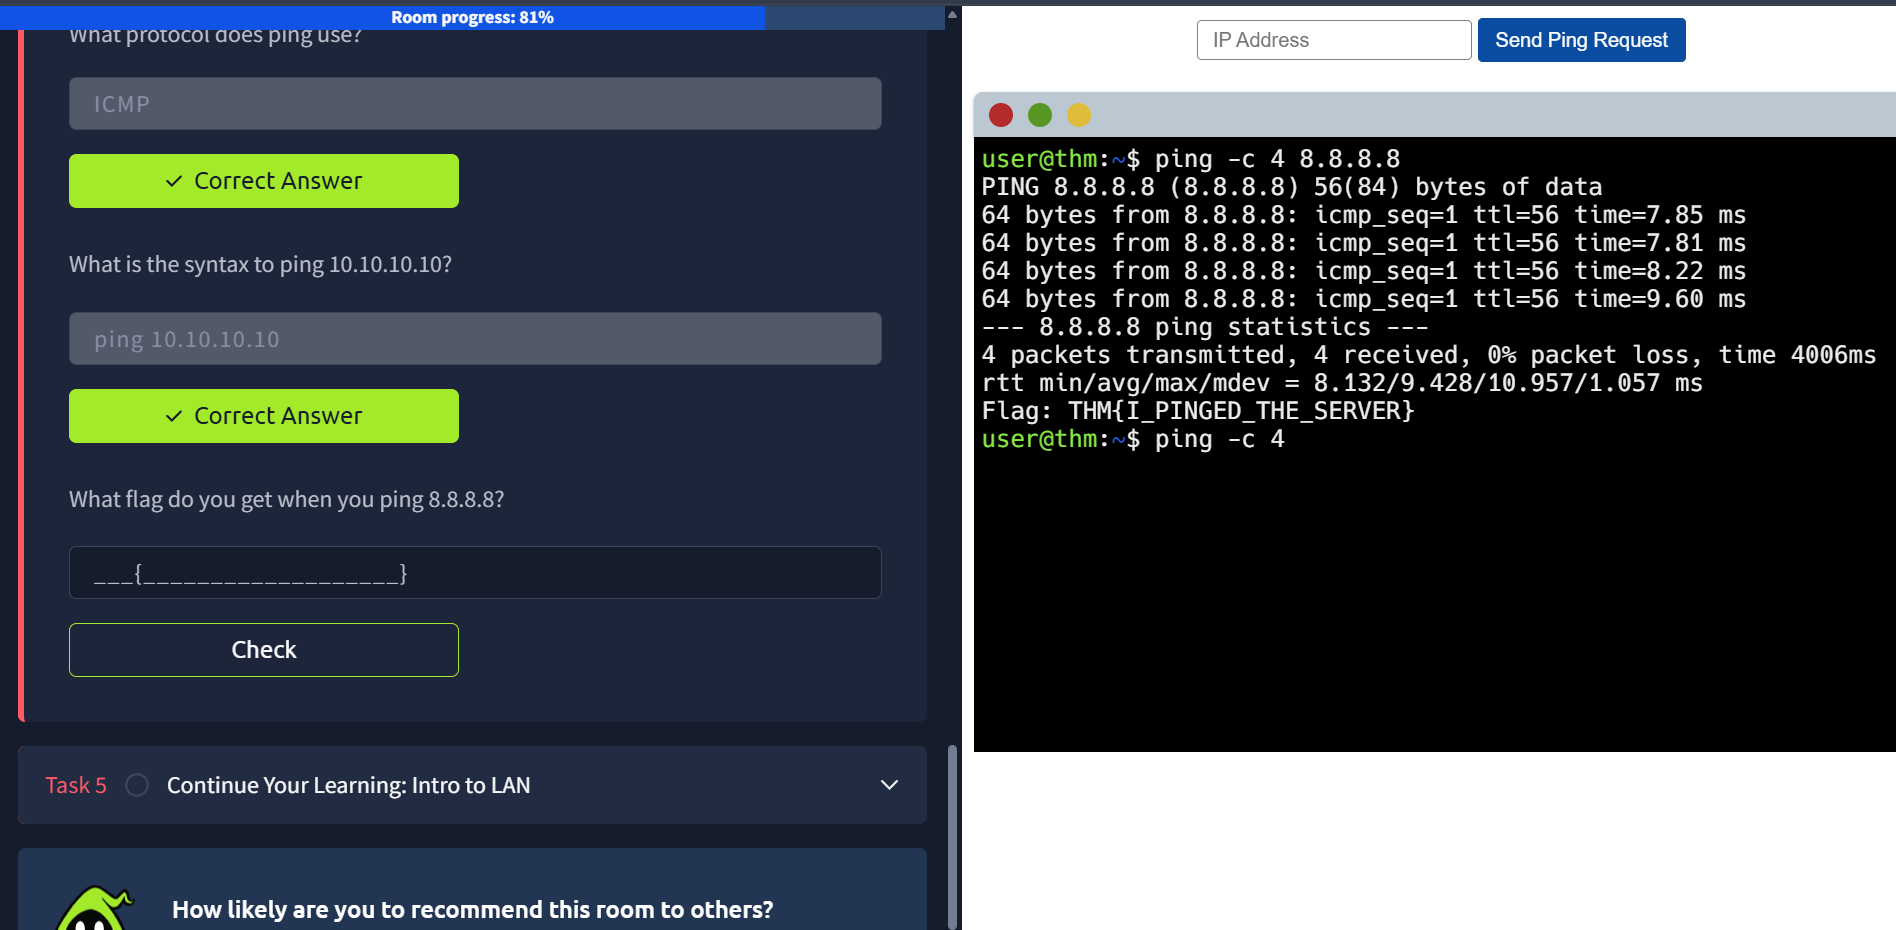 Room progress: 81%
What protocol does ping use?
ICMP
✓ Correct Answer
What is the syntax to ping 10.10.10.10?
ping 10.10.10.10
✓ Correct Answer
What flag do you get when you ping 8.8.8.8?
___{___________________}
Check
Task 5 Continue Your Learning: Intro to LAN
How likely are you to recommend this room to others?
IP Address
Send Ping Request
user@thm:~$ ping -c 4 8.8.8.8
PING 8.8.8.8 (8.8.8.8) 56(84) bytes of data
64 bytes from 8.8.8.8: icmp_seq=1 ttl=56 time=7.85 ms
64 bytes from 8.8.8.8: icmp_seq=1 ttl=56 time=7.81 ms
64 bytes from 8.8.8.8: icmp_seq=1 ttl=56 time=8.22 ms
64 bytes from 8.8.8.8: icmp_seq=1 ttl=56 time=9.60 ms
--- 8.8.8.8 ping statistics ---
4 packets transmitted, 4 received, 0% packet loss, time 4006ms
rtt min/avg/max/mdev = 8.132/9.428/10.957/1.057 ms
Flag: THM{I_PINGED_THE_SERVER}
user@thm:~$ ping -c 4